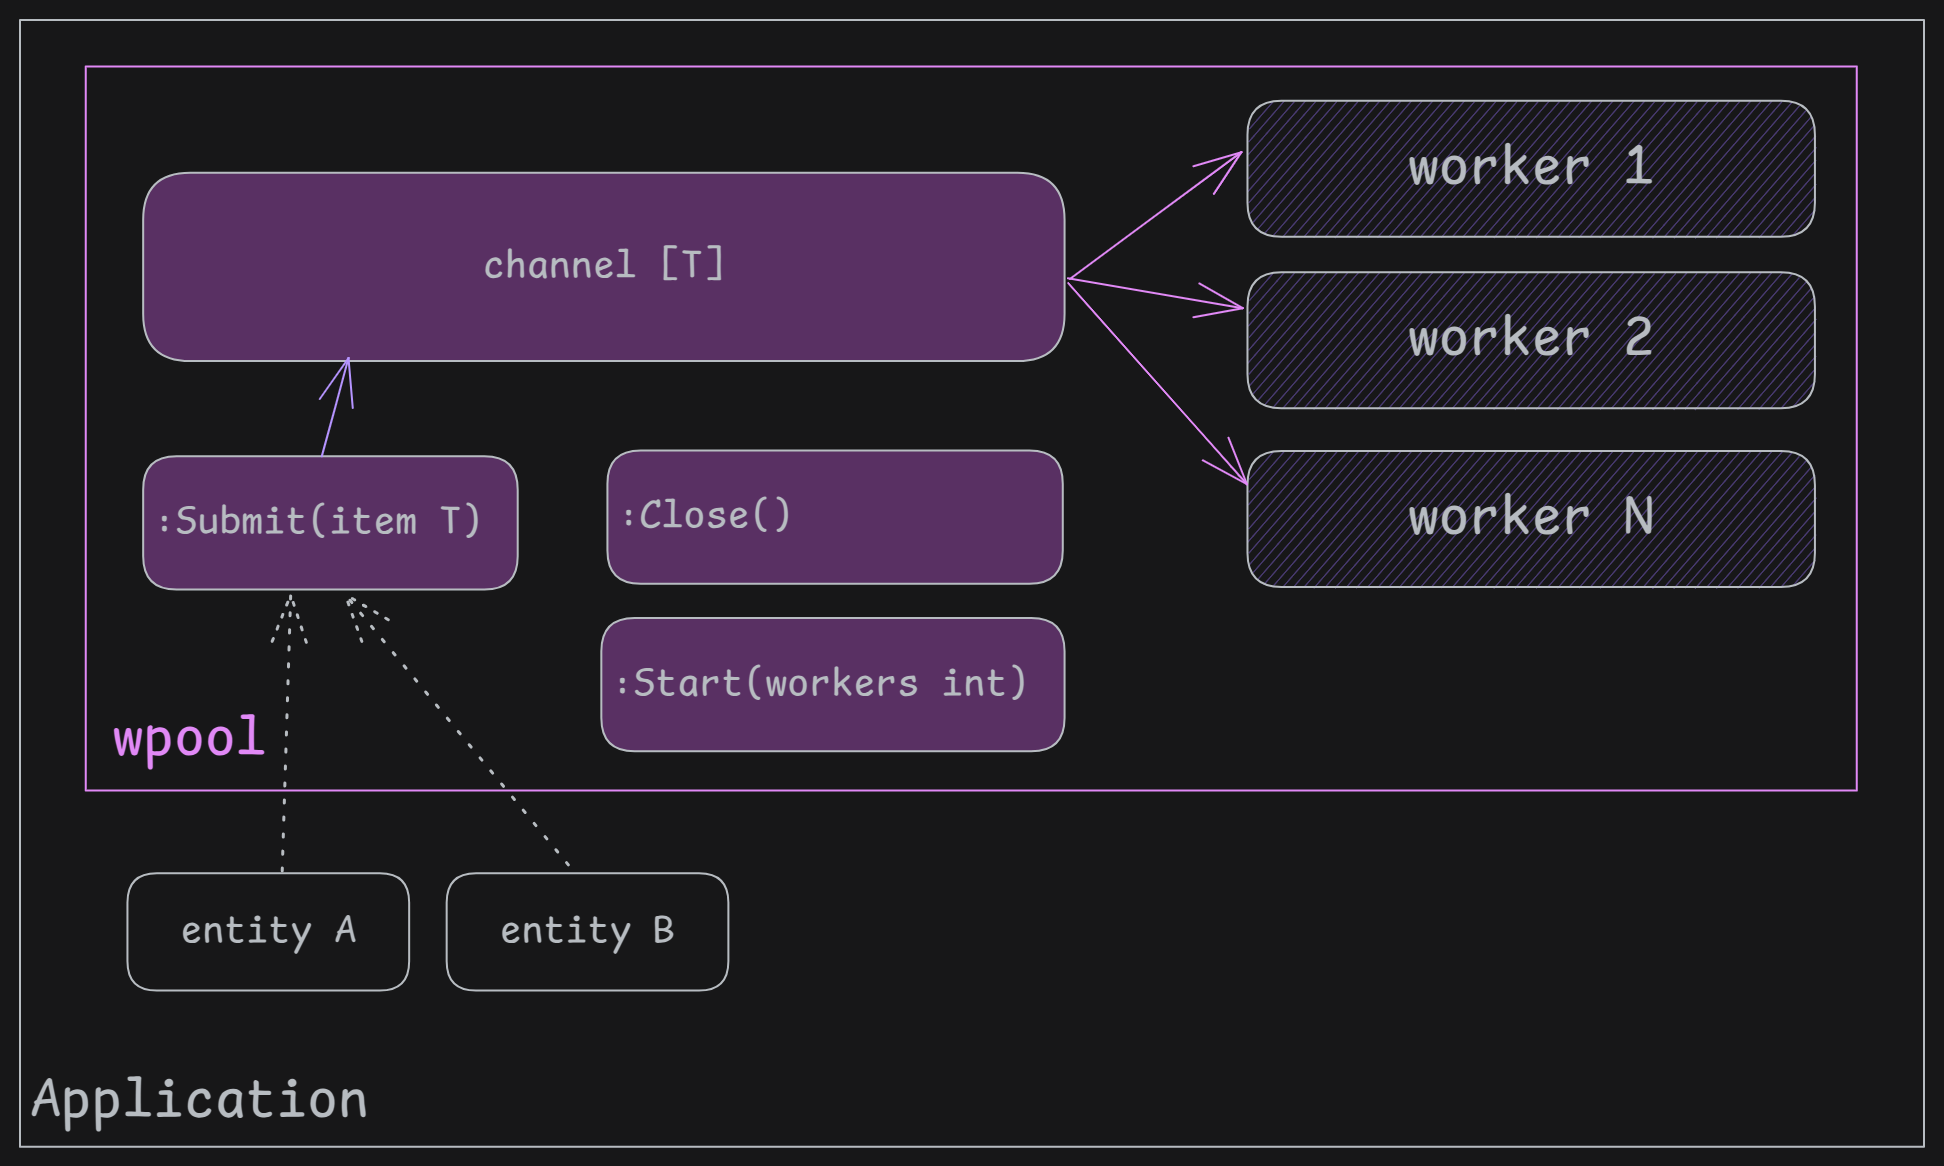 channel [T]
worker 1
worker 2
worker N
:Submit(item T)
:Close()
:Start(workers int)
wpool
entity A
entity B
Application